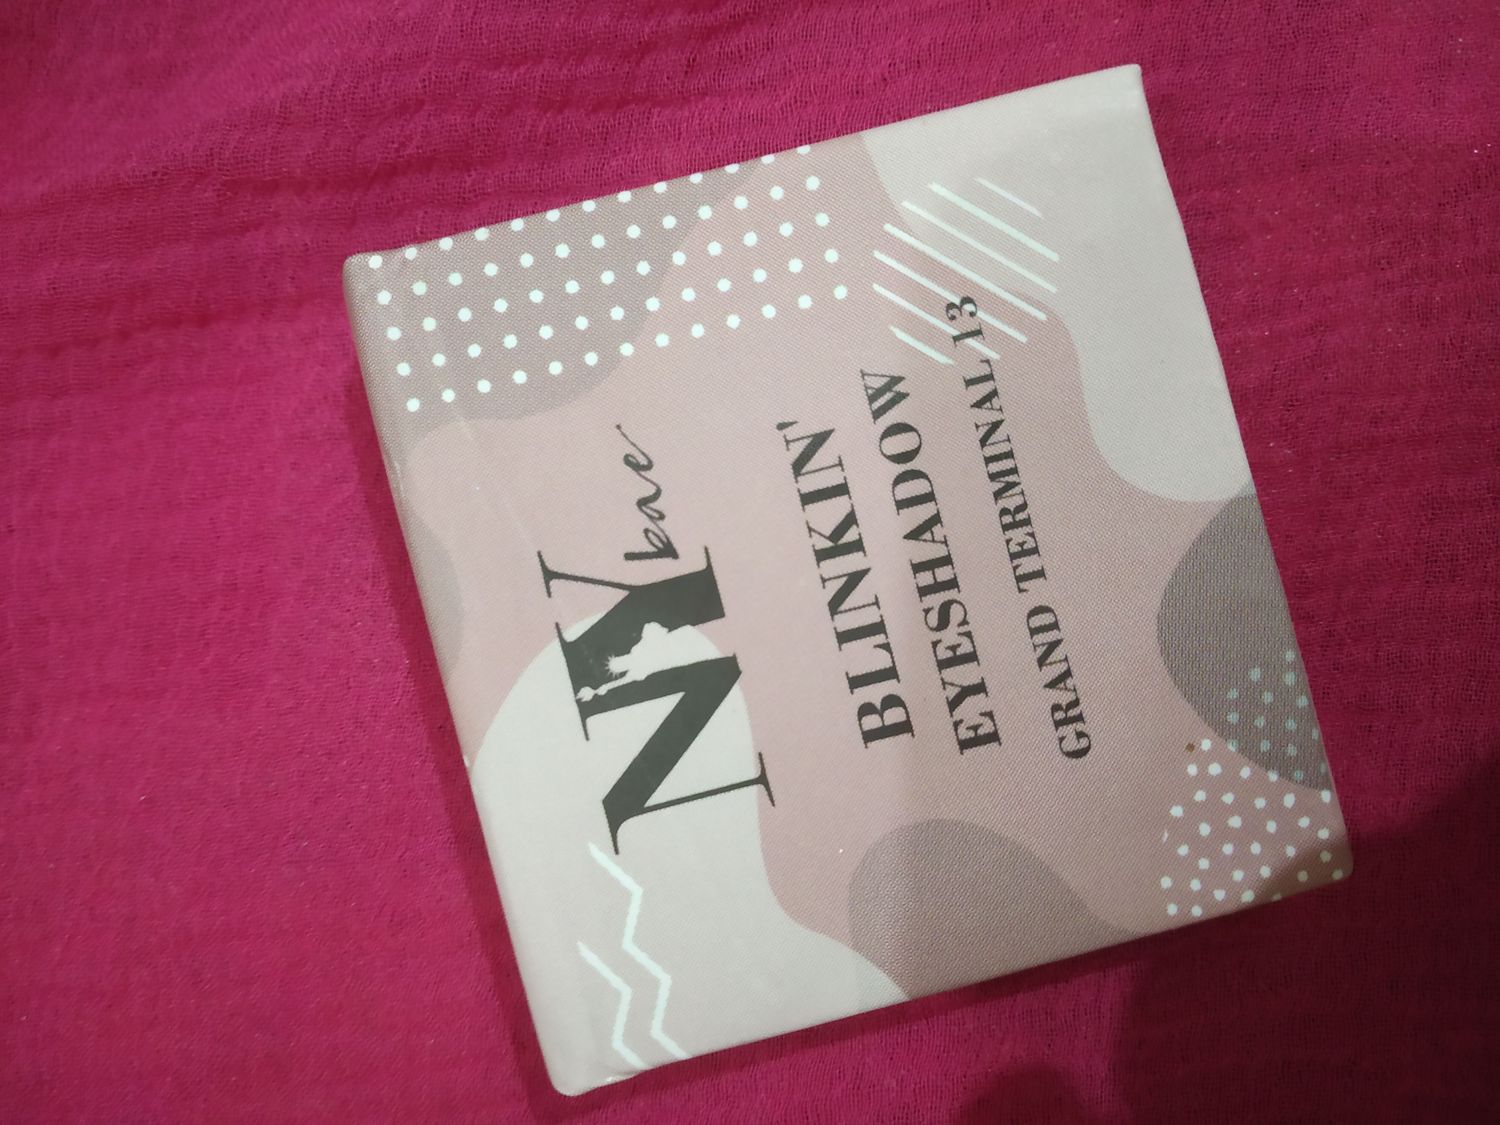 NY bae
BLINKIN'
EYESHADOW
GRAND TERMINAL 13